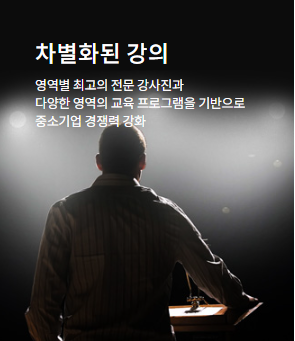 차별화된 강의
영역별 최고의 전문 강사진과
다양한 영역의 교육 프로그램을 기반으로
중소기업 경쟁력 강화